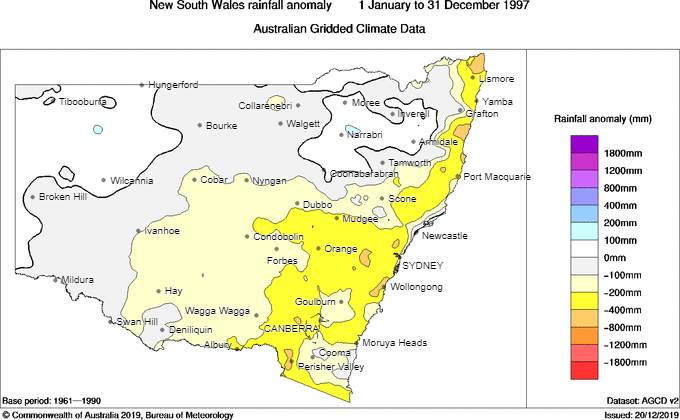 New South Wales rainfall anomaly 1 January to 31 December 1997
Australian Gridded Climate Data
Lismore
Hungerford
Tibooburra
Collarenebri
Moree
Yamba
Inverell
Grafton
Bourke
Walgett
Narrabri
Armidale
Tamworth
Coonabarabran
Port Macquarie
Wilcannia
Cobar
Nyngan
Broken Hill
Scone
Dubbo
Mudgee
Ivanhoe
Condobolin
Newcastle
Orange
Forbes
SYDNEY
Mildura
Hay
Wollongong
Goulburn
Wagga Wagga
Swan Hill
Deniliquin
CANBERRA
Albury
Moruya Heads
Cooma
Perisher Valley
Rainfall anomaly (mm)
1800mm
1200mm
800mm
400mm
200mm
100mm
0mm
-100mm
-200mm
-400mm
-800mm
-1200mm
-1800mm
Base period: 1961—1990
Dataset: AGCD v2
© Commonwealth of Australia 2019, Bureau of Meteorology
Issued: 20/12/2019